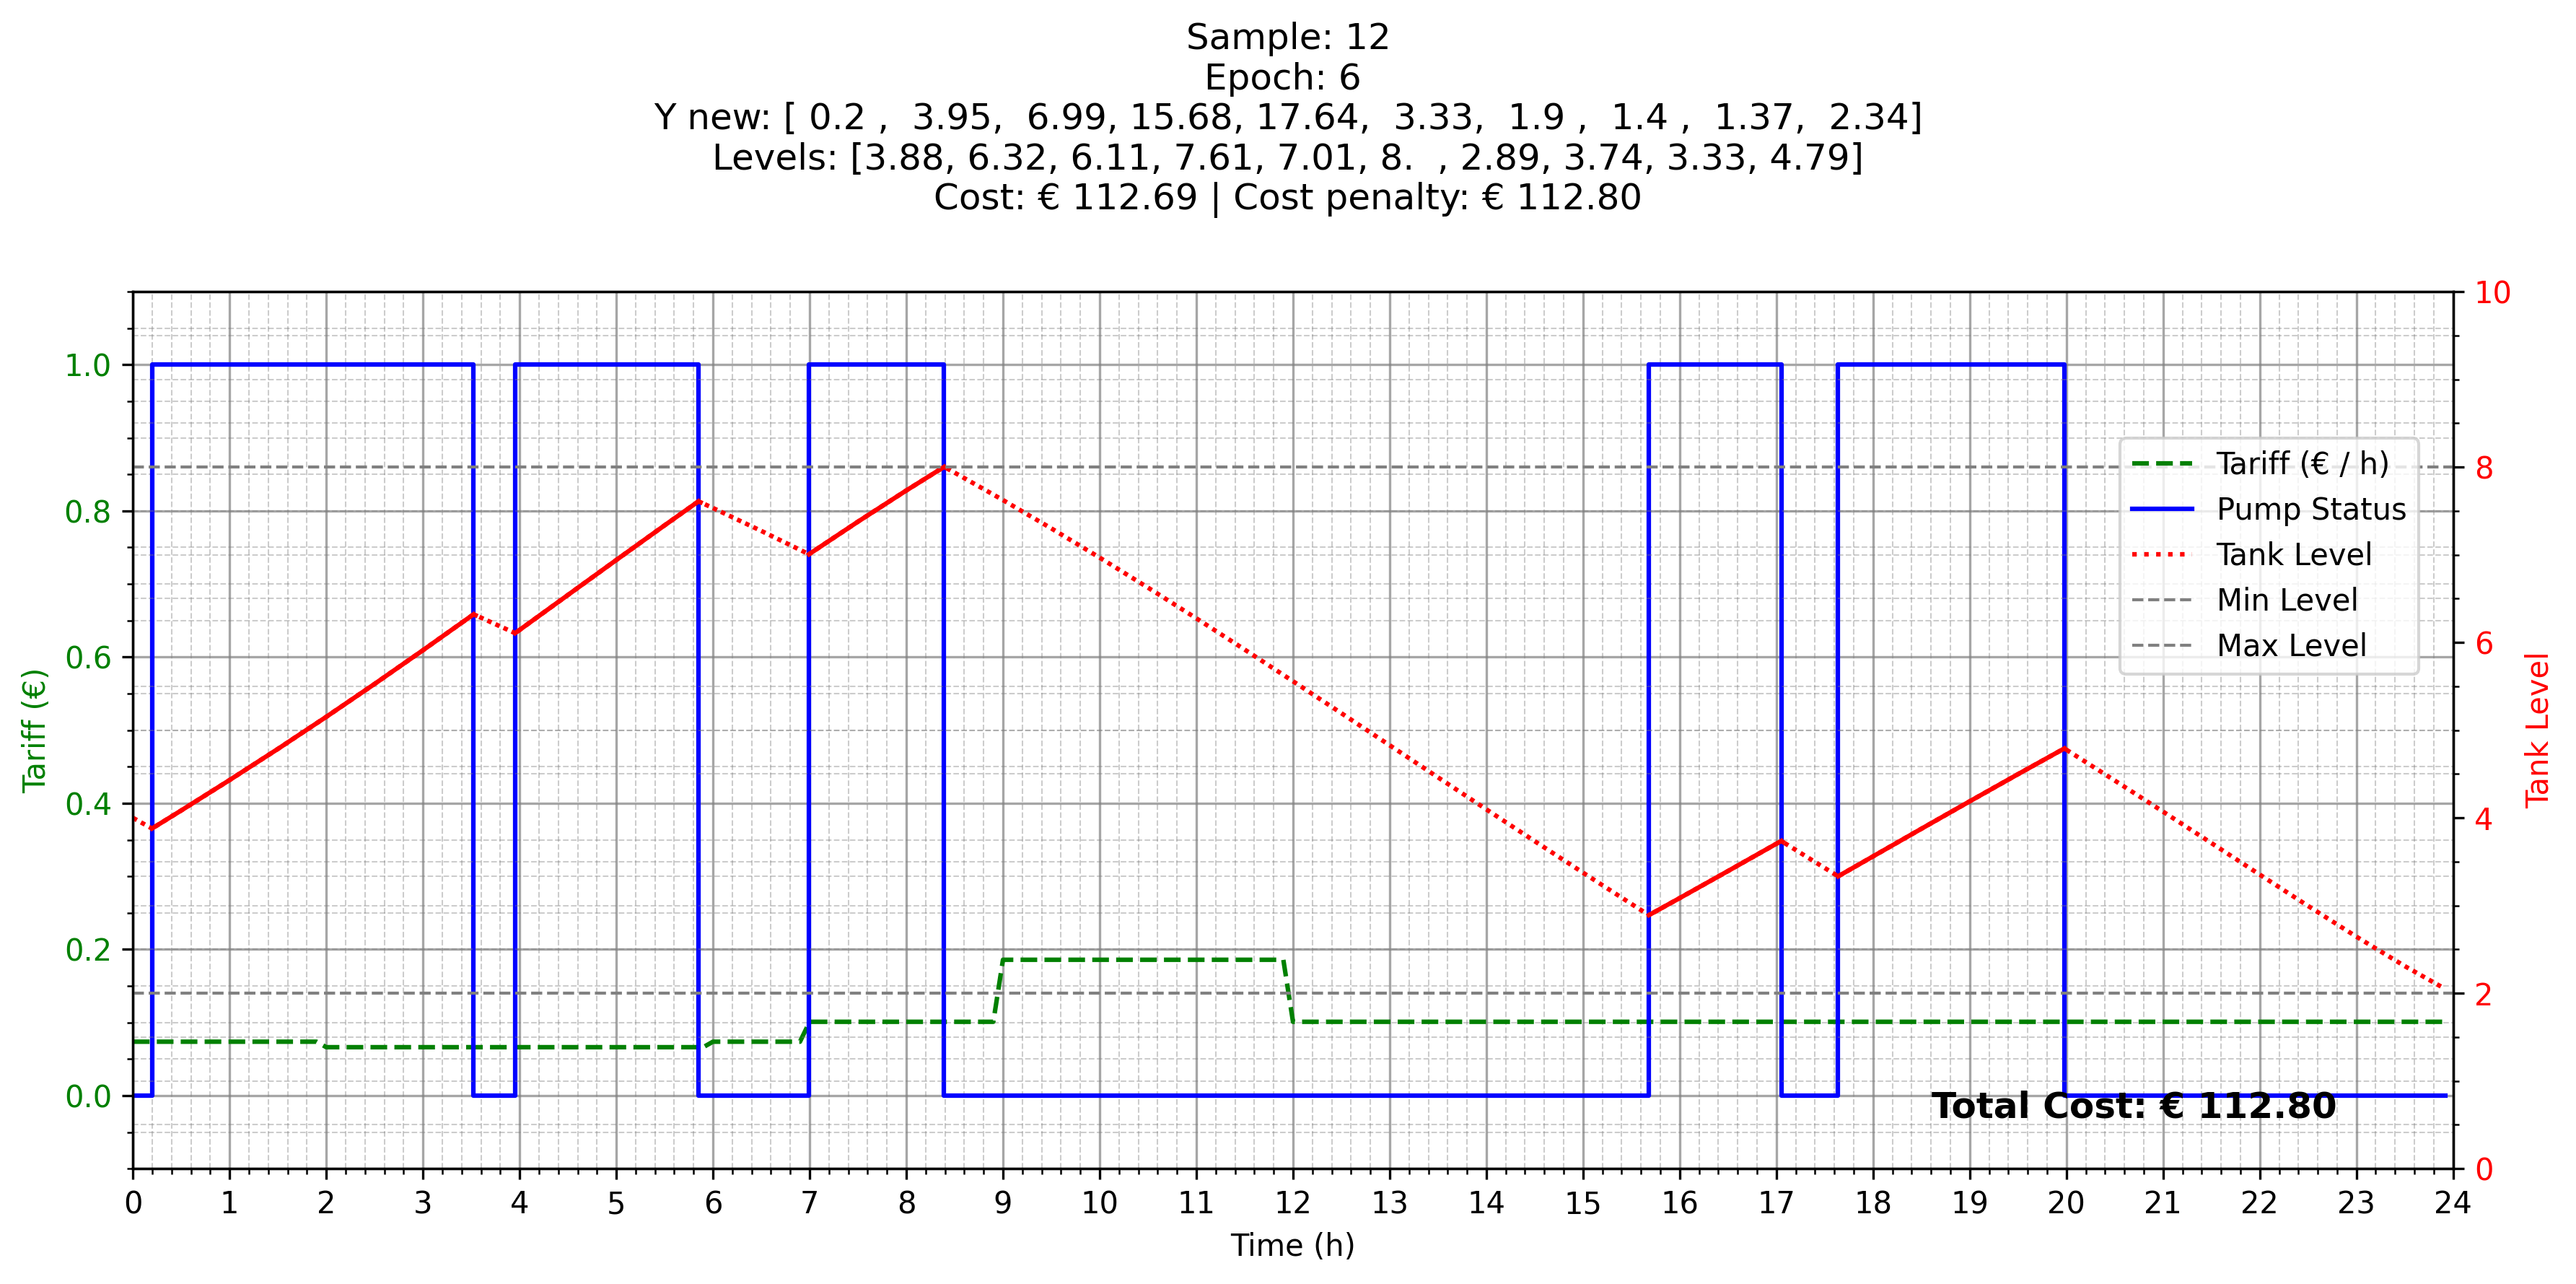 Sample: 12
Epoch: 6
Y new: [ 0.2 ,  3.95,  6.99, 15.68, 17.64,  3.33,  1.9 ,  1.4 ,  1.37,  2.34]
Levels: [3.88, 6.32, 6.11, 7.61, 7.01, 8.  , 2.89, 3.74, 3.33, 4.79]
Cost: € 112.69 | Cost penalty: € 112.80
1.0
0.8
0.6
0.4
0.2
0.0
Tariff (€)
10
8
6
4
2
0
Tank Level
Tariff (€ / h)
Pump Status
Tank Level
Min Level
Max Level
Total Cost: € 112.80
0 1 2 3 4 5 6 7 8 9 10 11 12 13 14 15 16 17 18 19 20 21 22 23 24
Time (h)